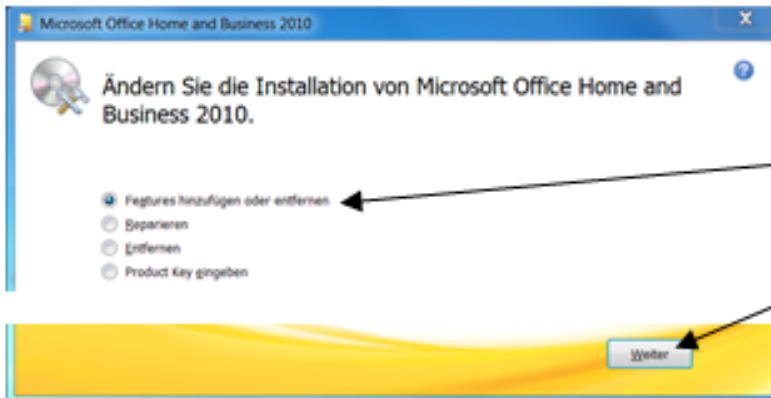 Microsoft Office Home and Business 2010
Ändern Sie die Installation von Microsoft Office Home and
Business 2010.
Features hinzufügen oder entfernen
Reparieren
Entfernen
Product Key eingeben
Weiter